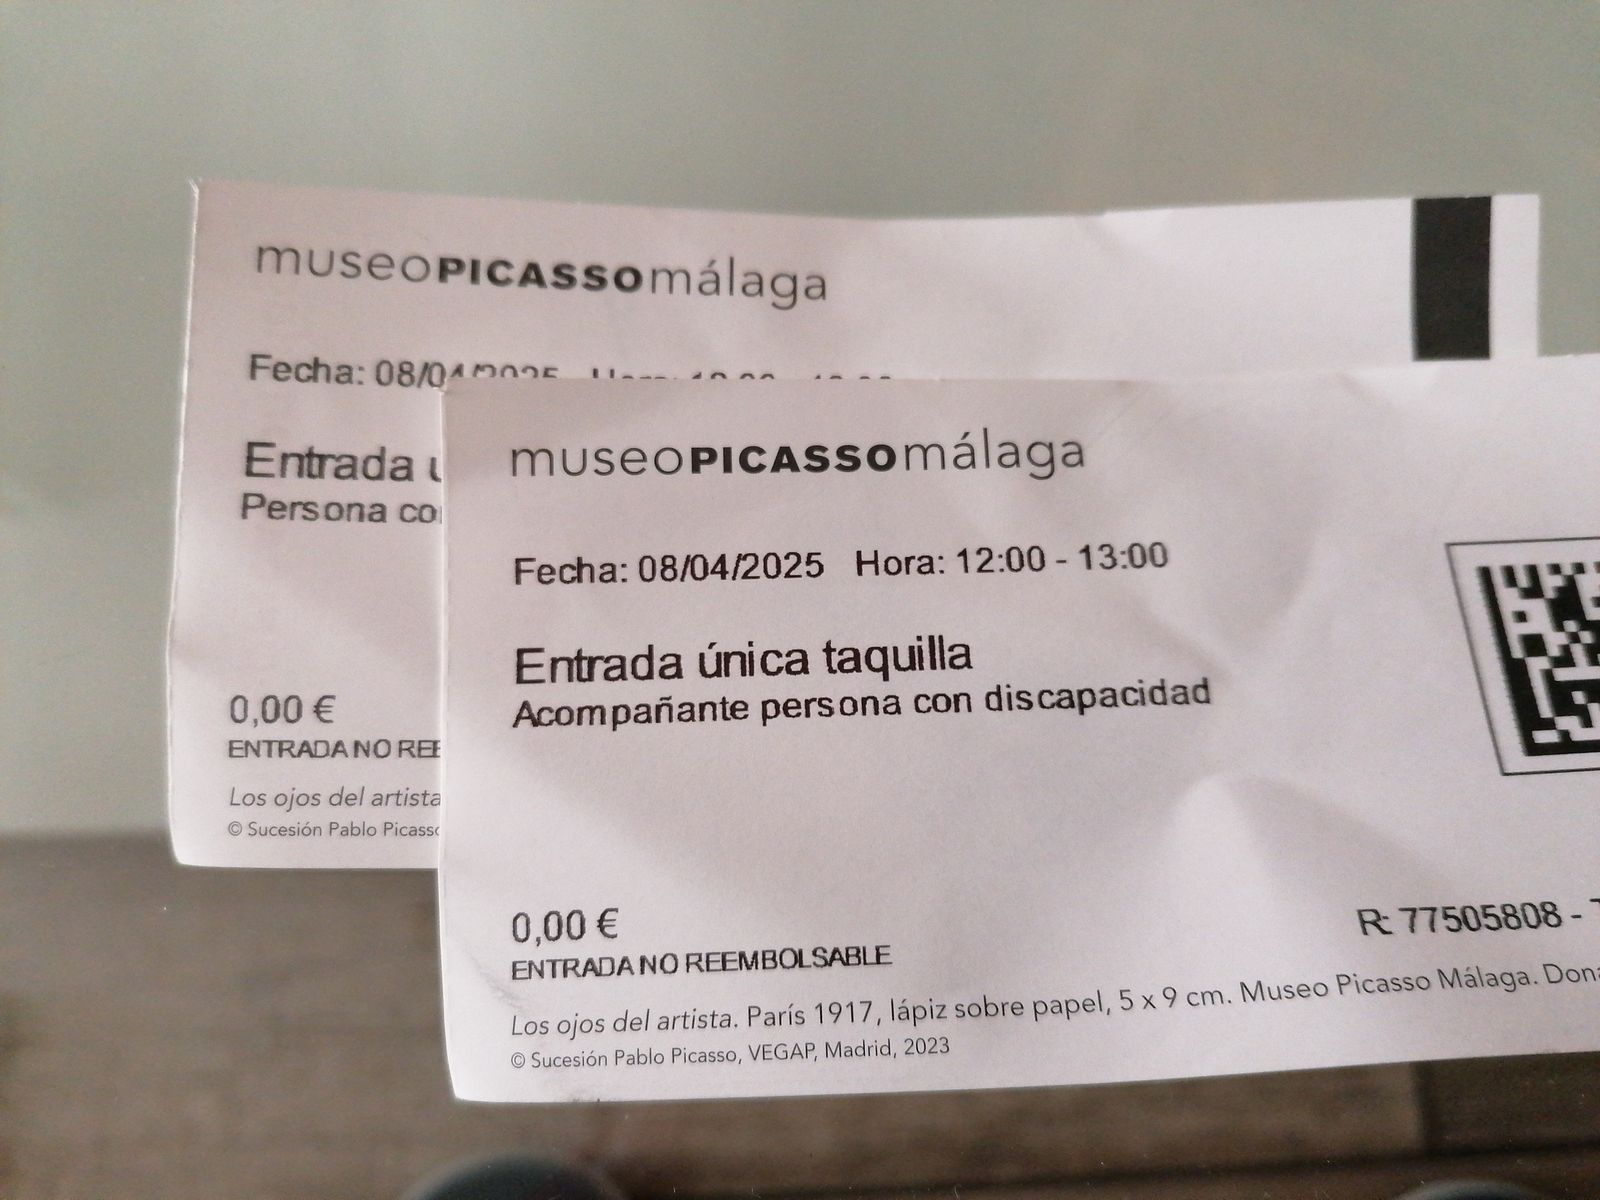 museoPICASSOmálaga
Fecha: 08/04/2025
Entrada
Persona
0,00 €
ENTRADA NO
Los ojos del artista
© Sucesión Pablo Picasso
museoPICASSOmálaga
Fecha: 08/04/2025 Hora: 12:00 - 13:00
Entrada única taquilla
Acompañante persona con discapacidad
0,00 €
ENTRADA NO REEMBOLSABLE
R: 77505808 -
Los ojos del artista. París 1917, lápiz sobre papel, 5 x 9 cm. Museo Picasso Málaga.
© Sucesión Pablo Picasso, VEGAP, Madrid, 2023